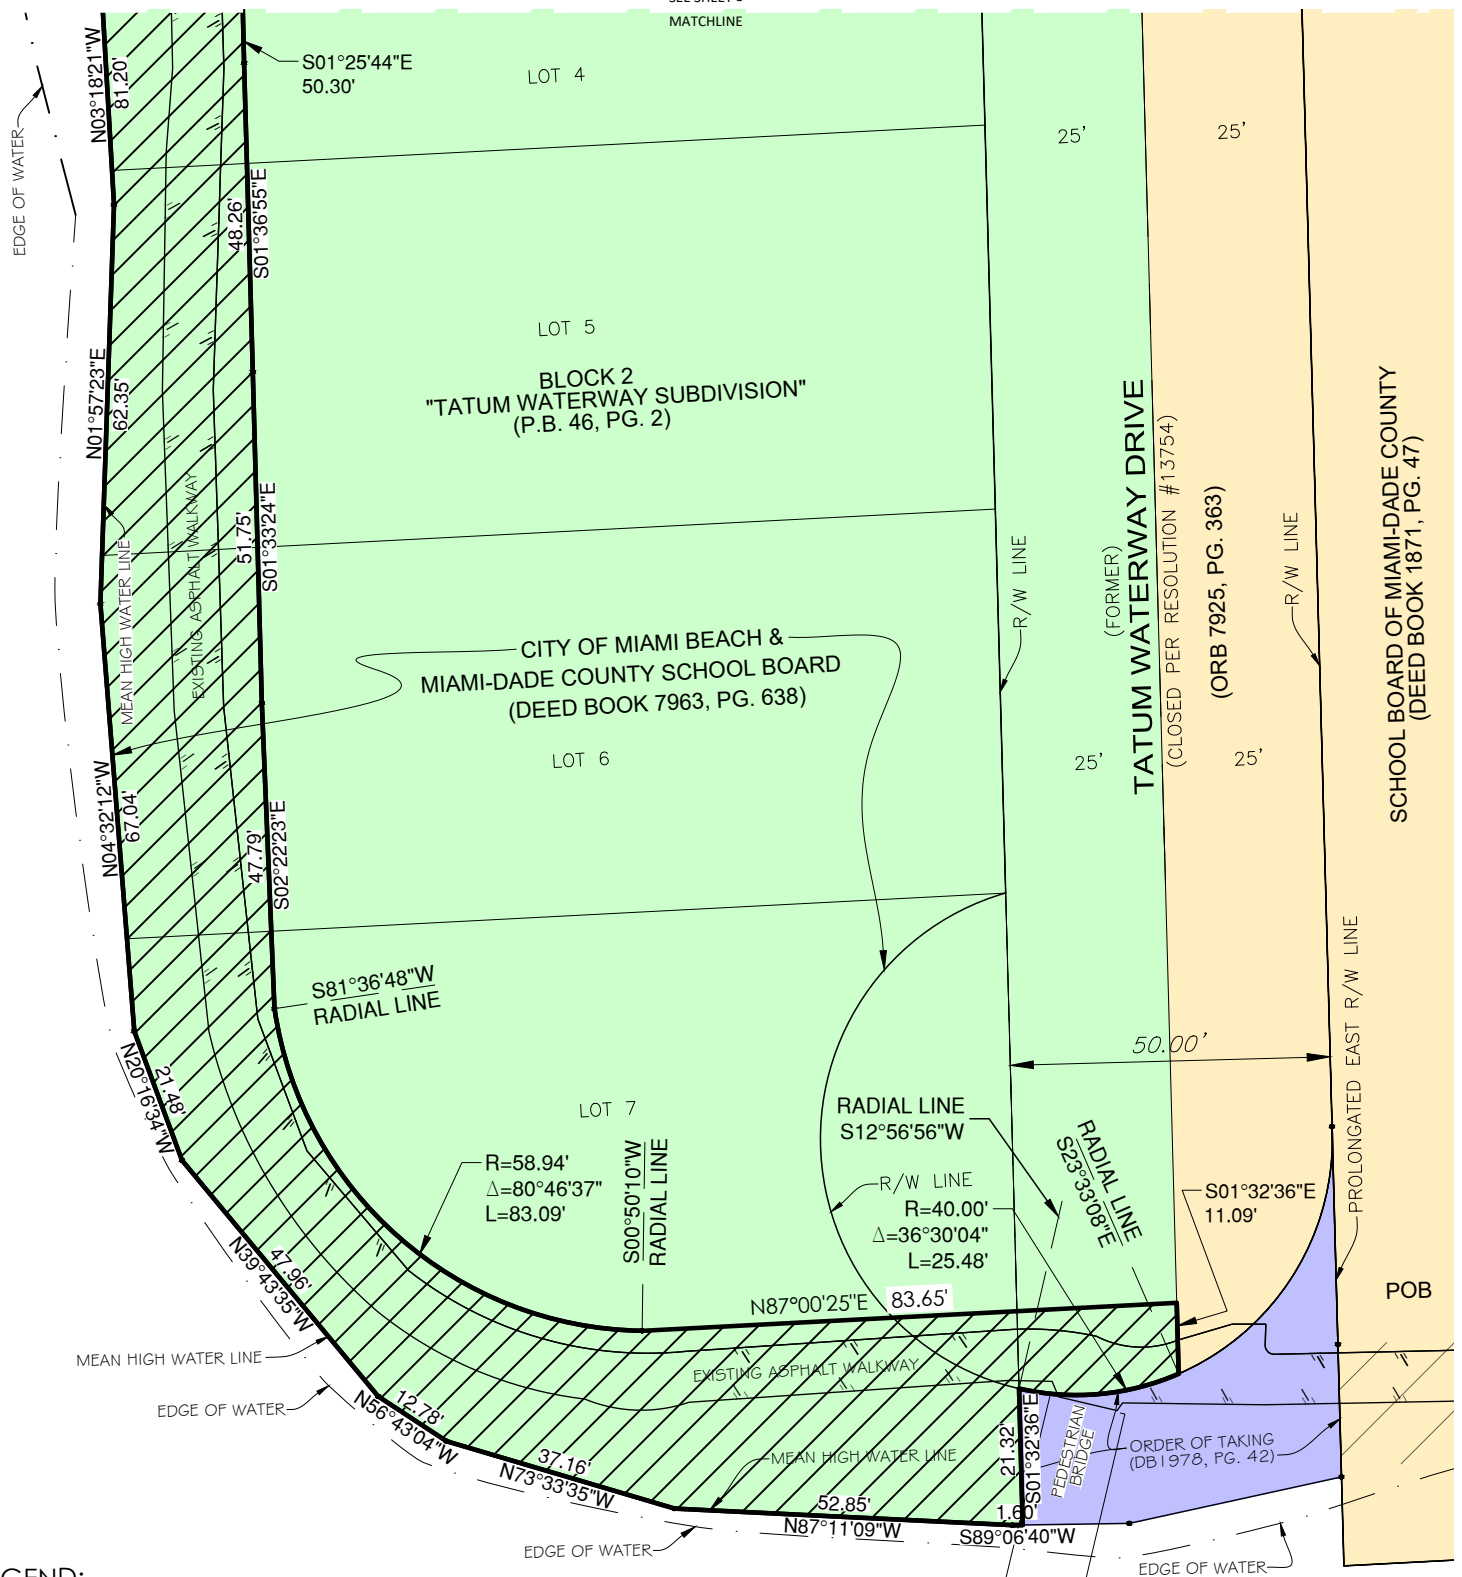 MATCHLINE
N03°18'21"W
81.20'
S01°25'44"E
50.30'
LOT 4
25'
25'
EDGE OF WATER
48.26'
S01°36'55"E
LOT 5
BLOCK 2
"TATUM WATERWAY SUBDIVISION"
(P.B. 46, PG. 2)
N01°57'23"E
62.35'
MEAN HIGH WATER LINE
EXISTING ASPHALT WALKWAY
51.75'
S01°33'24"E
R/W LINE
(FORMER)
TATUM WATERWAY DRIVE
(CLOSED PER RESOLUTION #13754)
(ORB 7925, PG. 363)
R/W LINE
SCHOOL BOARD OF MIAMI-DADE COUNTY
(DEED BOOK 1871, PG. 47)
CITY OF MIAMI BEACH &
MIAMI-DADE COUNTY SCHOOL BOARD
(DEED BOOK 7963, PG. 638)
LOT 6
25'
25'
N04°32'12"W
67.04'
47.79'
S02°22'23"E
S81°36'48"W
RADIAL LINE
50.00'
PROLONGATED EAST R/W LINE
N20°16'34"W
21.48'
LOT 7
R=58.94'
Δ=80°46'37"
L=83.09'
S00°50'10"W
RADIAL LINE
RADIAL LINE
S12°56'56"W
RADIAL LINE
S23°33'08"E
R/W LINE
R=40.00'
Δ=36°30'04"
L=25.48'
S01°32'36"E
11.09'
N87°00'25"E 83.65'
POB
47.96'
N39°43'35"W
MEAN HIGH WATER LINE
EDGE OF WATER
EXISTING ASPHALT WALKWAY
12.78'
N56°43'04"W
37.16'
N73°33'35"W
MEAN HIGH WATER LINE
21.32'
S01°32'36"E
PEDESTRIAN
BRIDGE
ORDER OF TAKING
(DB1978, PG. 42)
52.85'
N87°11'09"W
1.60'
S89°06'40"W
EDGE OF WATER
EDGE OF WATER